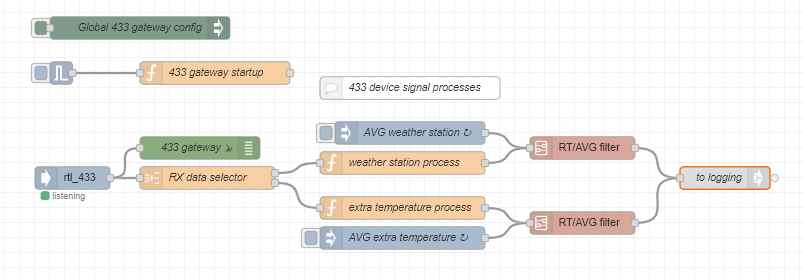 Global 433 gateway config
433 gateway startup
433 device signal processes
AVG weather station ↻
433 gateway
RT/AVG filter
weather station process
rtl_433
RX data selector
to logging
listening
extra temperature process
RT/AVG filter
AVG extra temperature ↻